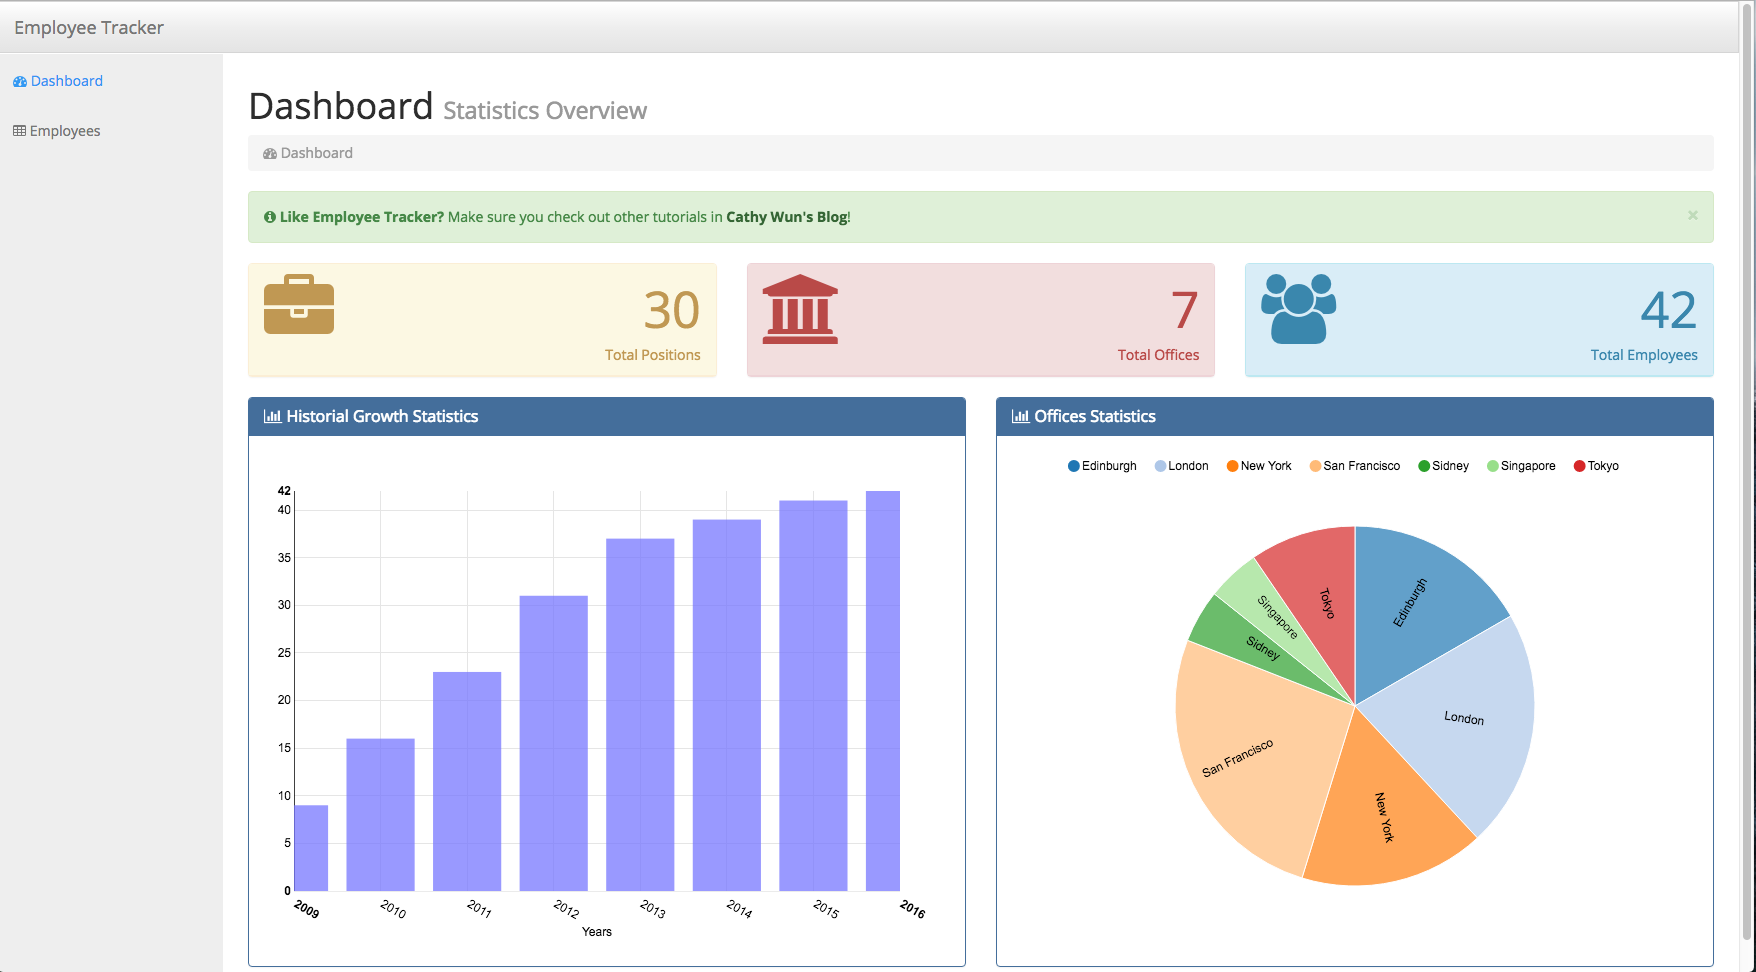 Employee Tracker
Dashboard
Employees
Dashboard Statistics Overview
Dashboard
Like Employee Tracker? Make sure you check out other tutorials in Cathy Wun's Blog!
×
30
Total Positions
7
Total Offices
42
Total Employees
Historial Growth Statistics
42
40
35
30
25
20
15
10
5
0
2009 2010 2011 2012 2013 2014 2015 2016
Years
Offices Statistics
Edinburgh London New York San Francisco Sidney Singapore Tokyo
Edinburgh
London
New York
San Francisco
Sidney
Singapore
Tokyo